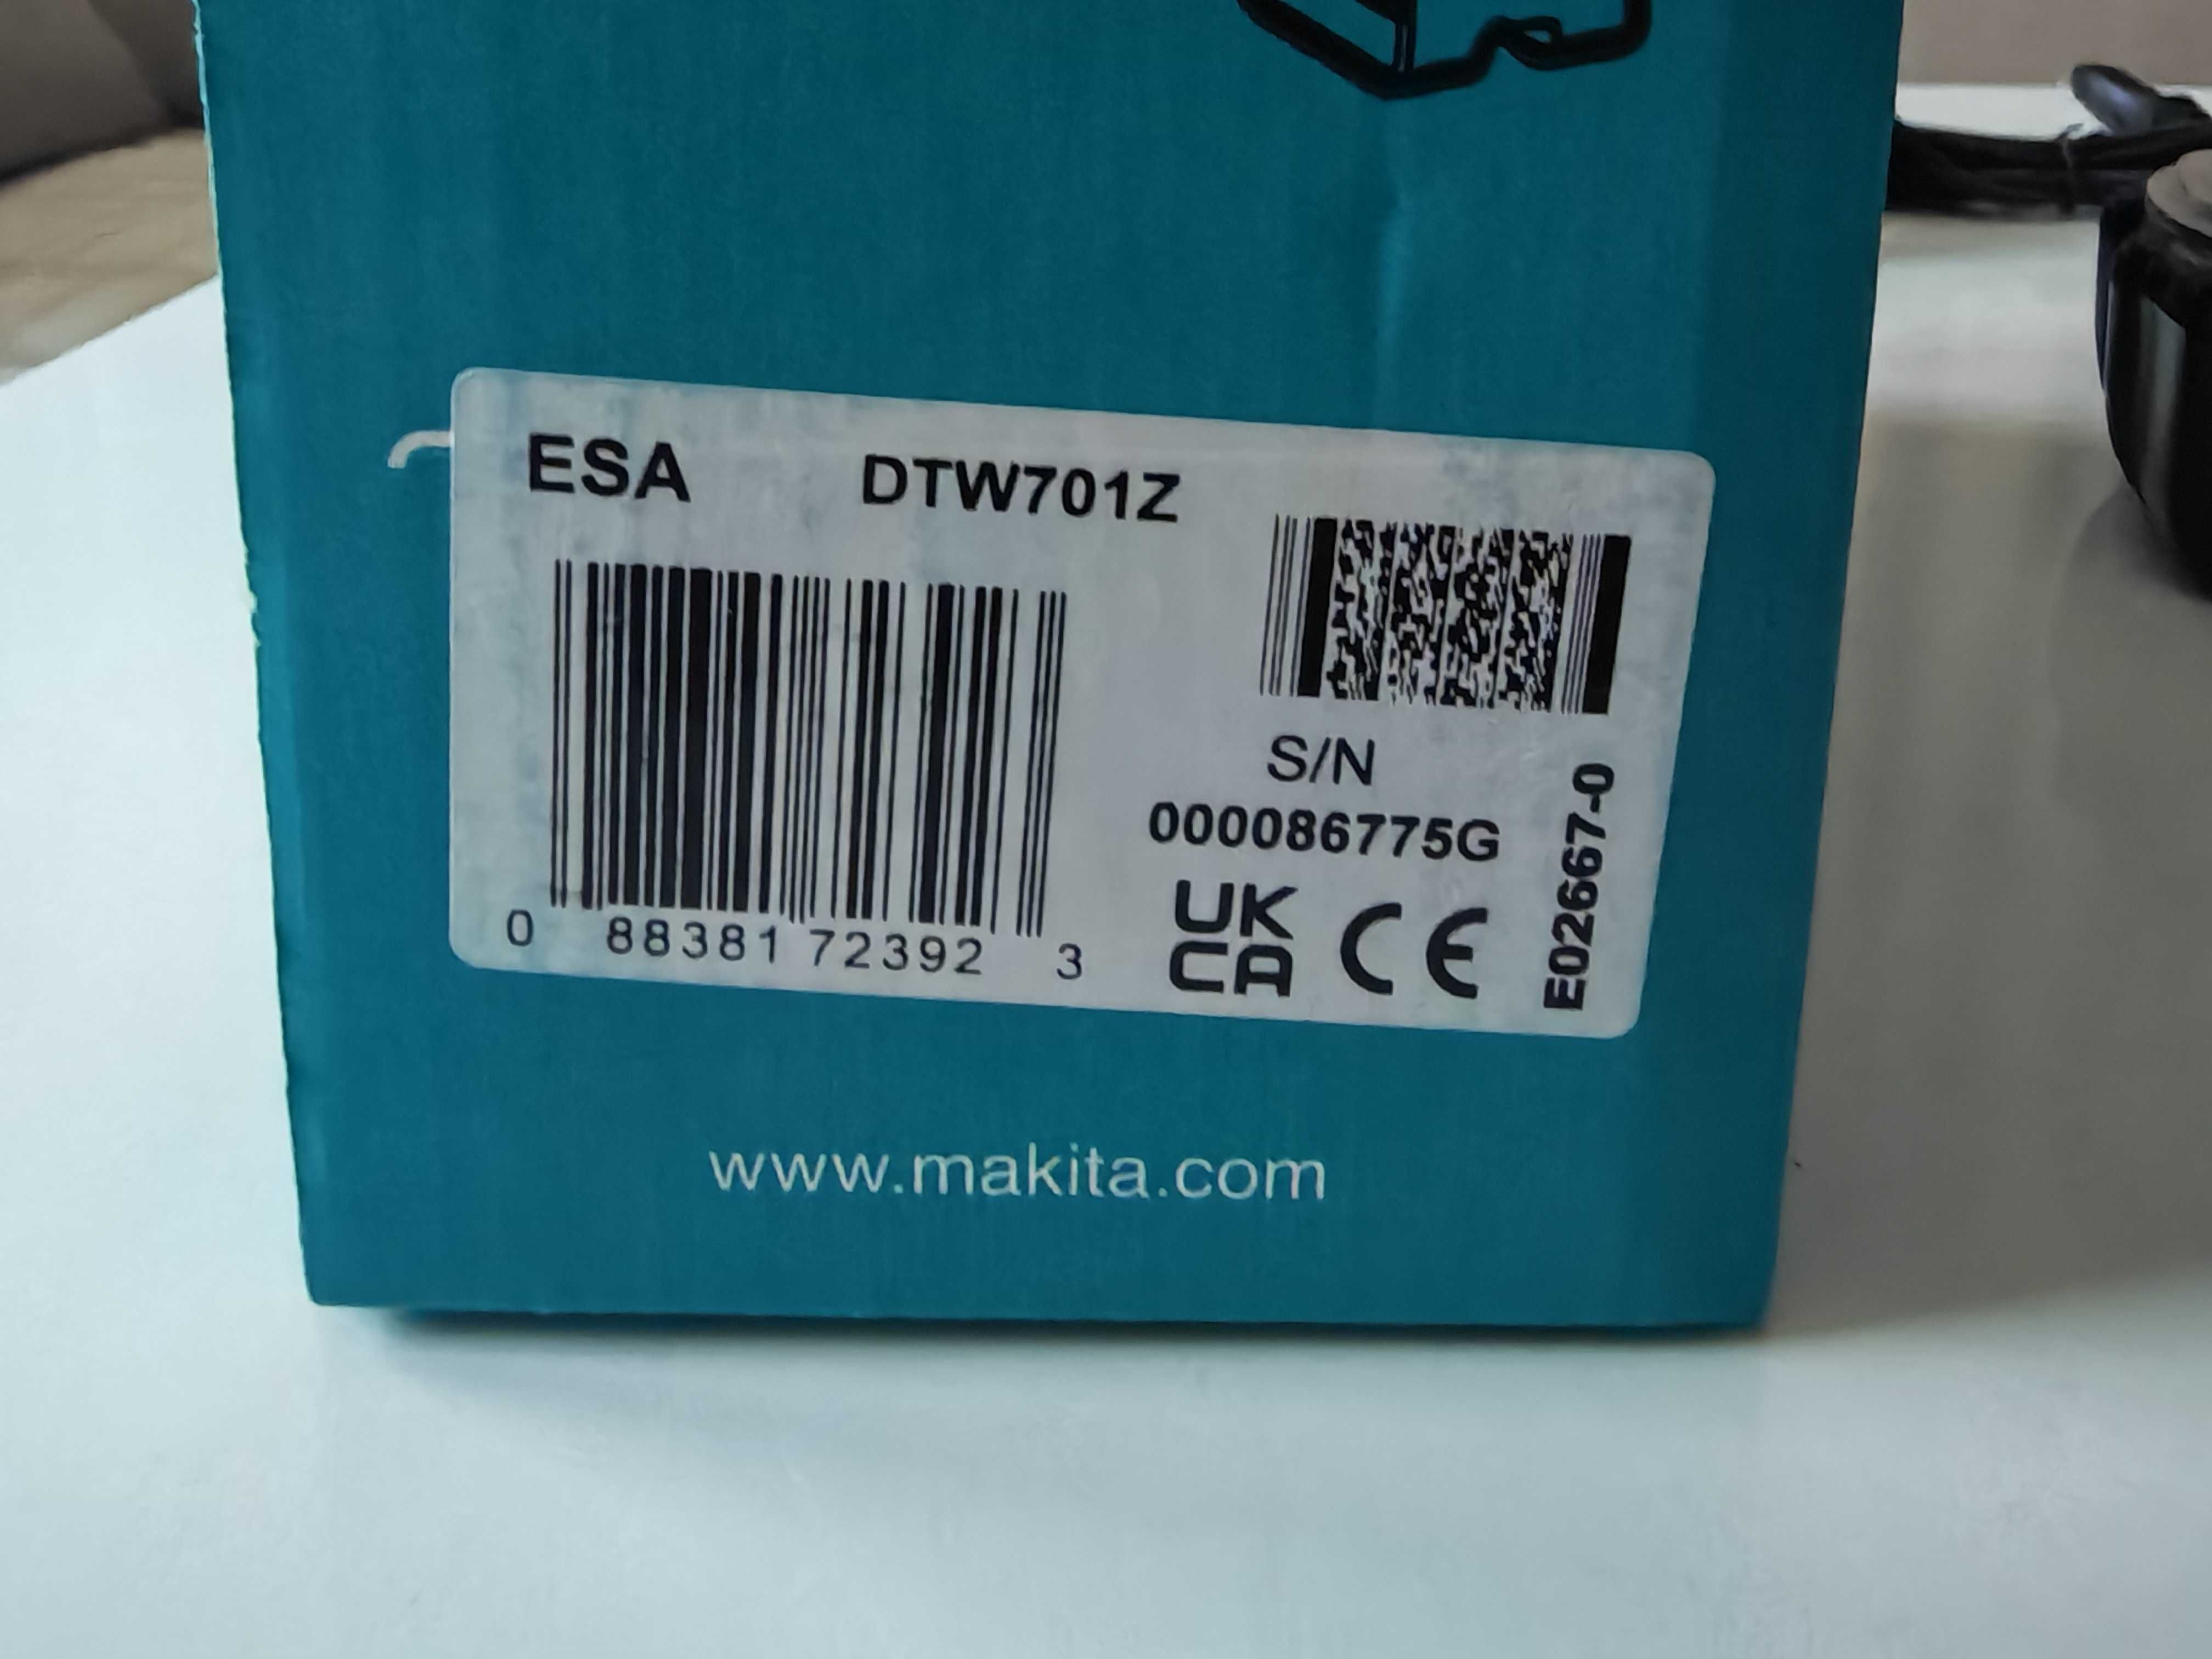 ESA DTW701Z
S/N
000086775G
E02667-0
UK
CA CE
0 88381 72392 3
www.makita.com